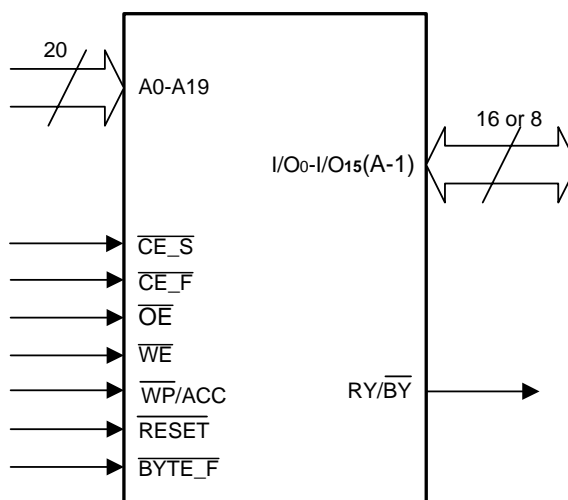 20
A0-A19
16 or 8
I/O0-I/O15(A-1)
CE_S
CE_F
OE
WE
WP/ACC
RY/BY
RESET
BYTE_F